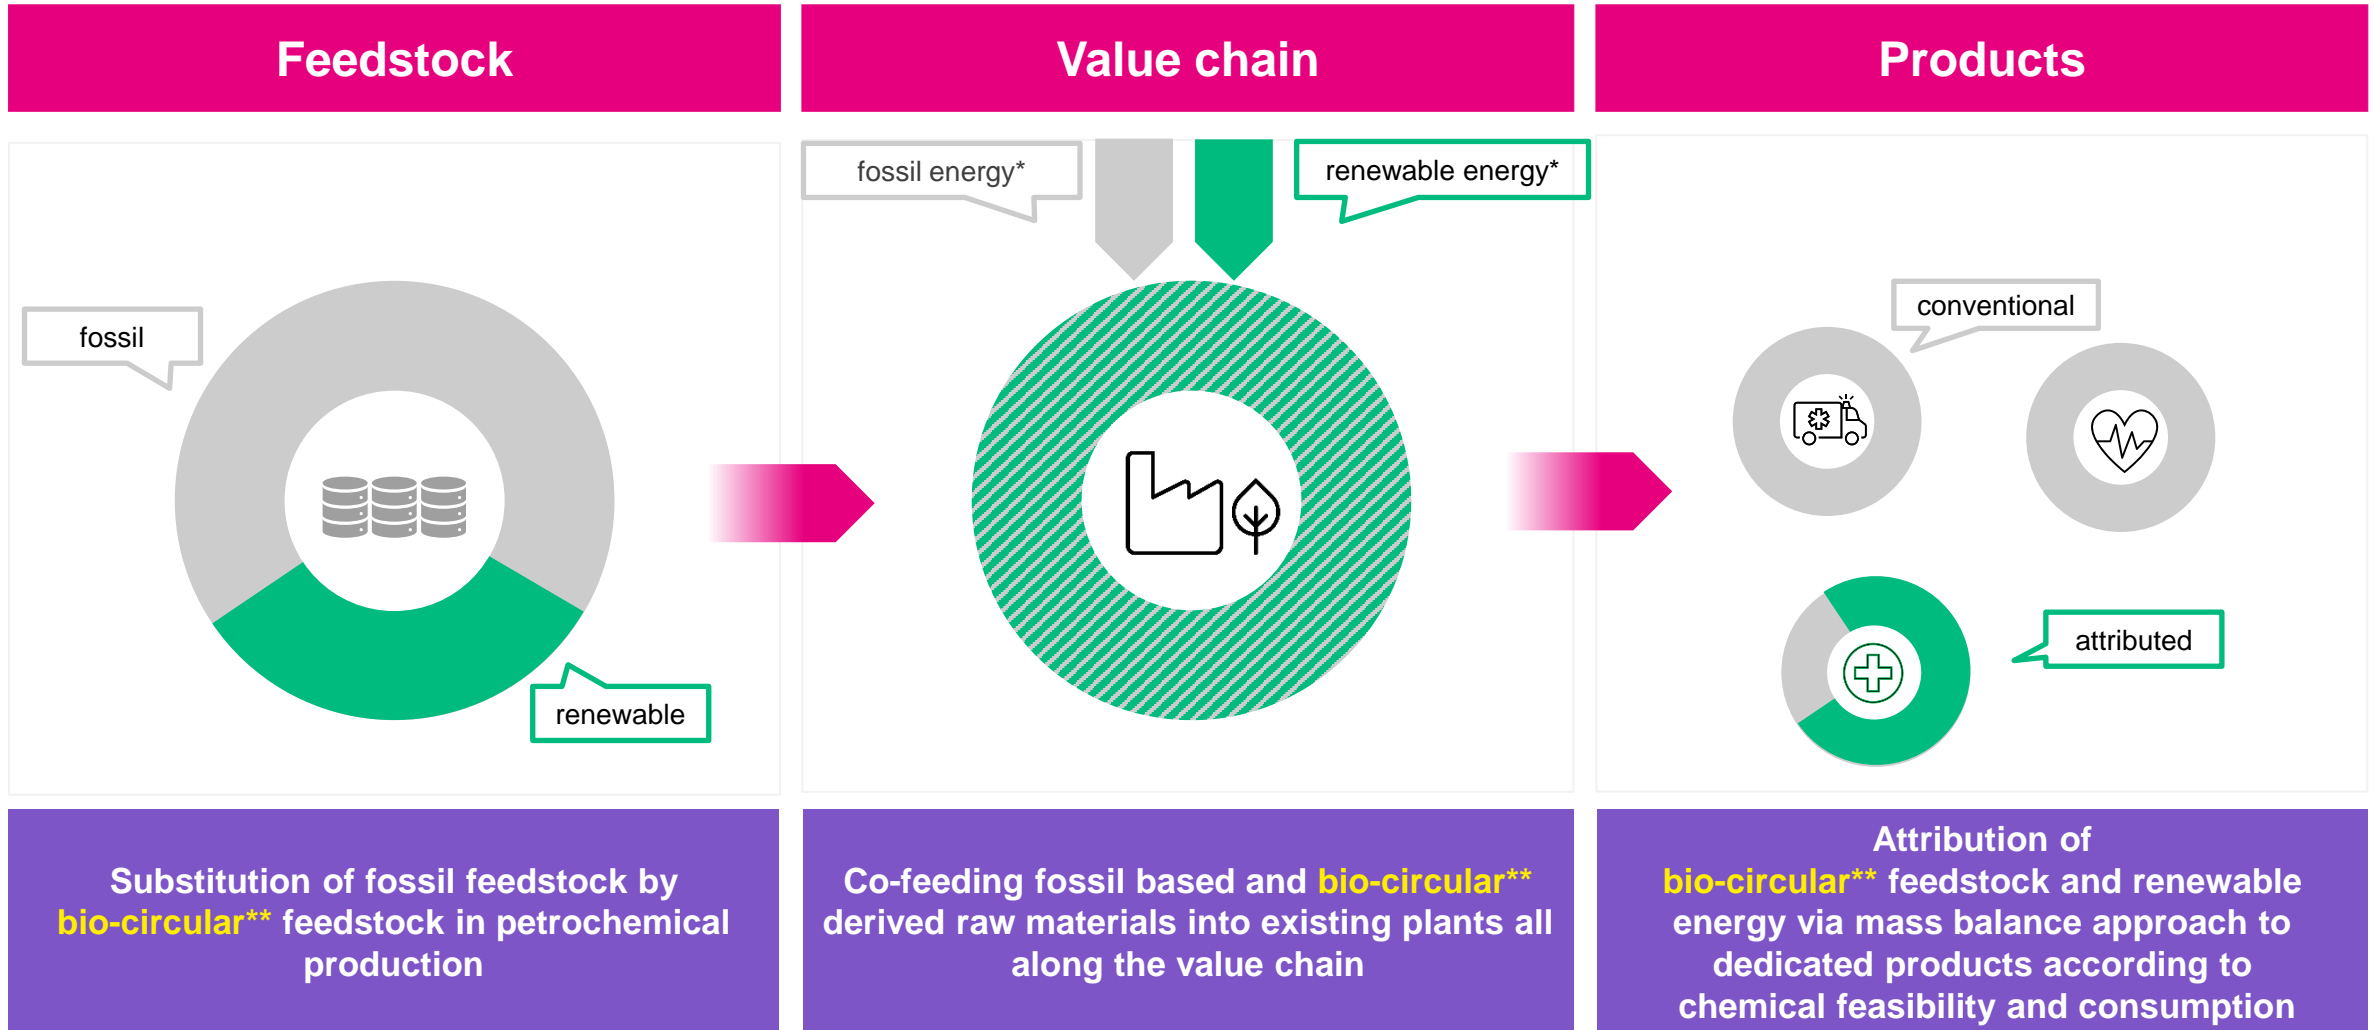 Feedstock
Value chain
Products
fossil
renewable
fossil energy*
renewable energy*
conventional
attributed
Substitution of fossil feedstock by
bio-circular** feedstock in petrochemical
production
Co-feeding fossil based and bio-circular**
derived raw materials into existing plants all
along the value chain
Attribution of
bio-circular** feedstock and renewable
energy via mass balance approach to
dedicated products according to
chemical feasibility and consumption